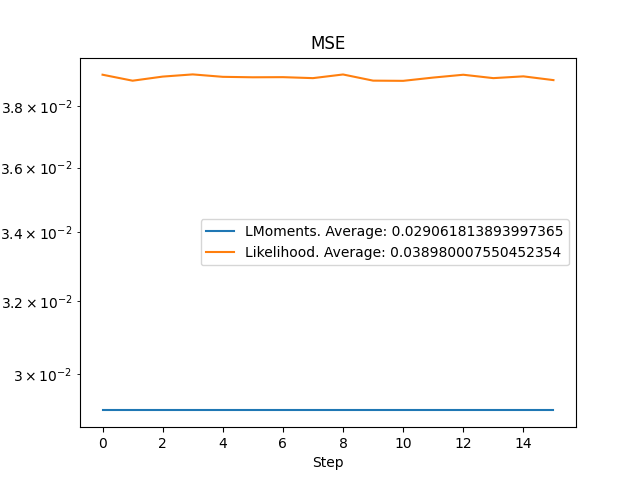 MSE
3.8 × 10⁻²
3.6 × 10⁻²
3.4 × 10⁻²
3.2 × 10⁻²
3 × 10⁻²
LMoments. Average: 0.029061813893997365
Likelihood. Average: 0.038980007550452354
0 2 4 6 8 10 12 14
Step